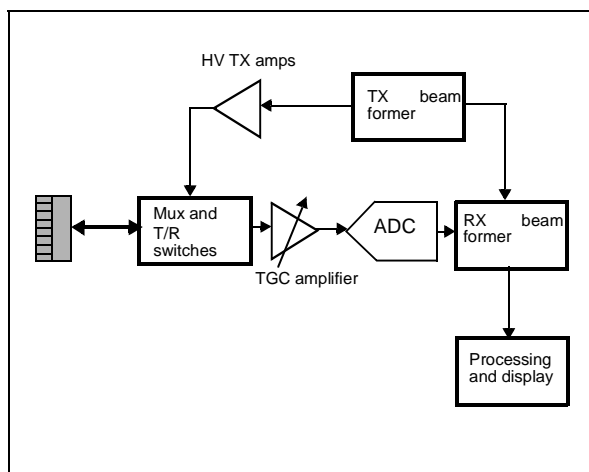 HV TX amps
TX beam
former
Mux and
T/R
switches
TGC amplifier
ADC
RX beam
former
Processing
and display